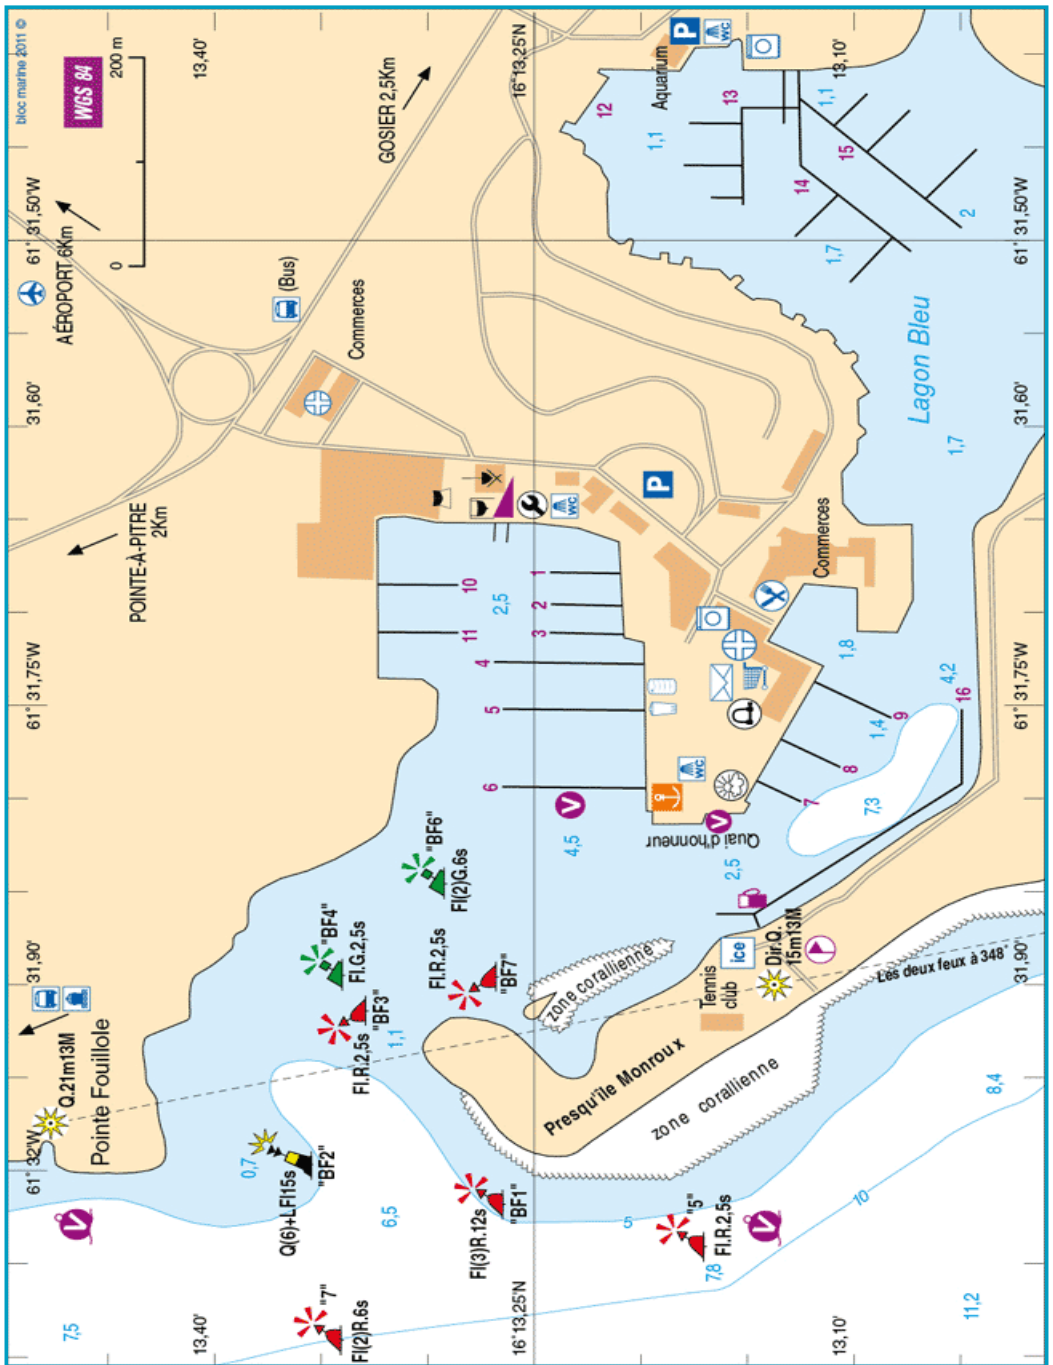 bloc marine 2011 ©
WGS 84
0
200 m
13,40'
16°13,25'N
13,10'
AÉROPORT 6Km
61° 31,50'W
GOSIER 2,5Km
Aquarium
P
WC
12
13
14
15
1,1
1,1
2
1,7
61° 31,50'W
(Bus)
Commerces
31,60'
31,60'
Lagon Bleu
1,7
POINTE-À-PITRE
2Km
P
WC
Commerces
10
11
2,5
1
2
3
4
5
6
61° 31,75'W
61° 31,75'W
1,8
4,2
16
9
1,4
8
7
7,3
WC
V
V
Quai d'honneur
4,5
2,5
"BF6"
Fl(2)G.6s
"BF4"
Fl.G.2,5s
Fl.R.2,5s
"BF7"
Fl.R.2,5s
"BF3"
1,1
zone corallienne
ice
Tennis
club
Dir.Q.
15m13M
Les deux feux à 348°
31,90'
31,90'
Q.21m13M
Pointe Fouillole
Presqu'île Monroux
zone corallienne
8,4
61° 32'W
0,7
Q(6)+LFl15s
"BF2"
V
6,5
Fl(3)R.12s
"BF1"
5
"5"
Fl.R.2,5s
V
10
7,8
"7"
Fl(2)R.6s
7,5
11,2
13,40'
16°13,25'N
13,10'